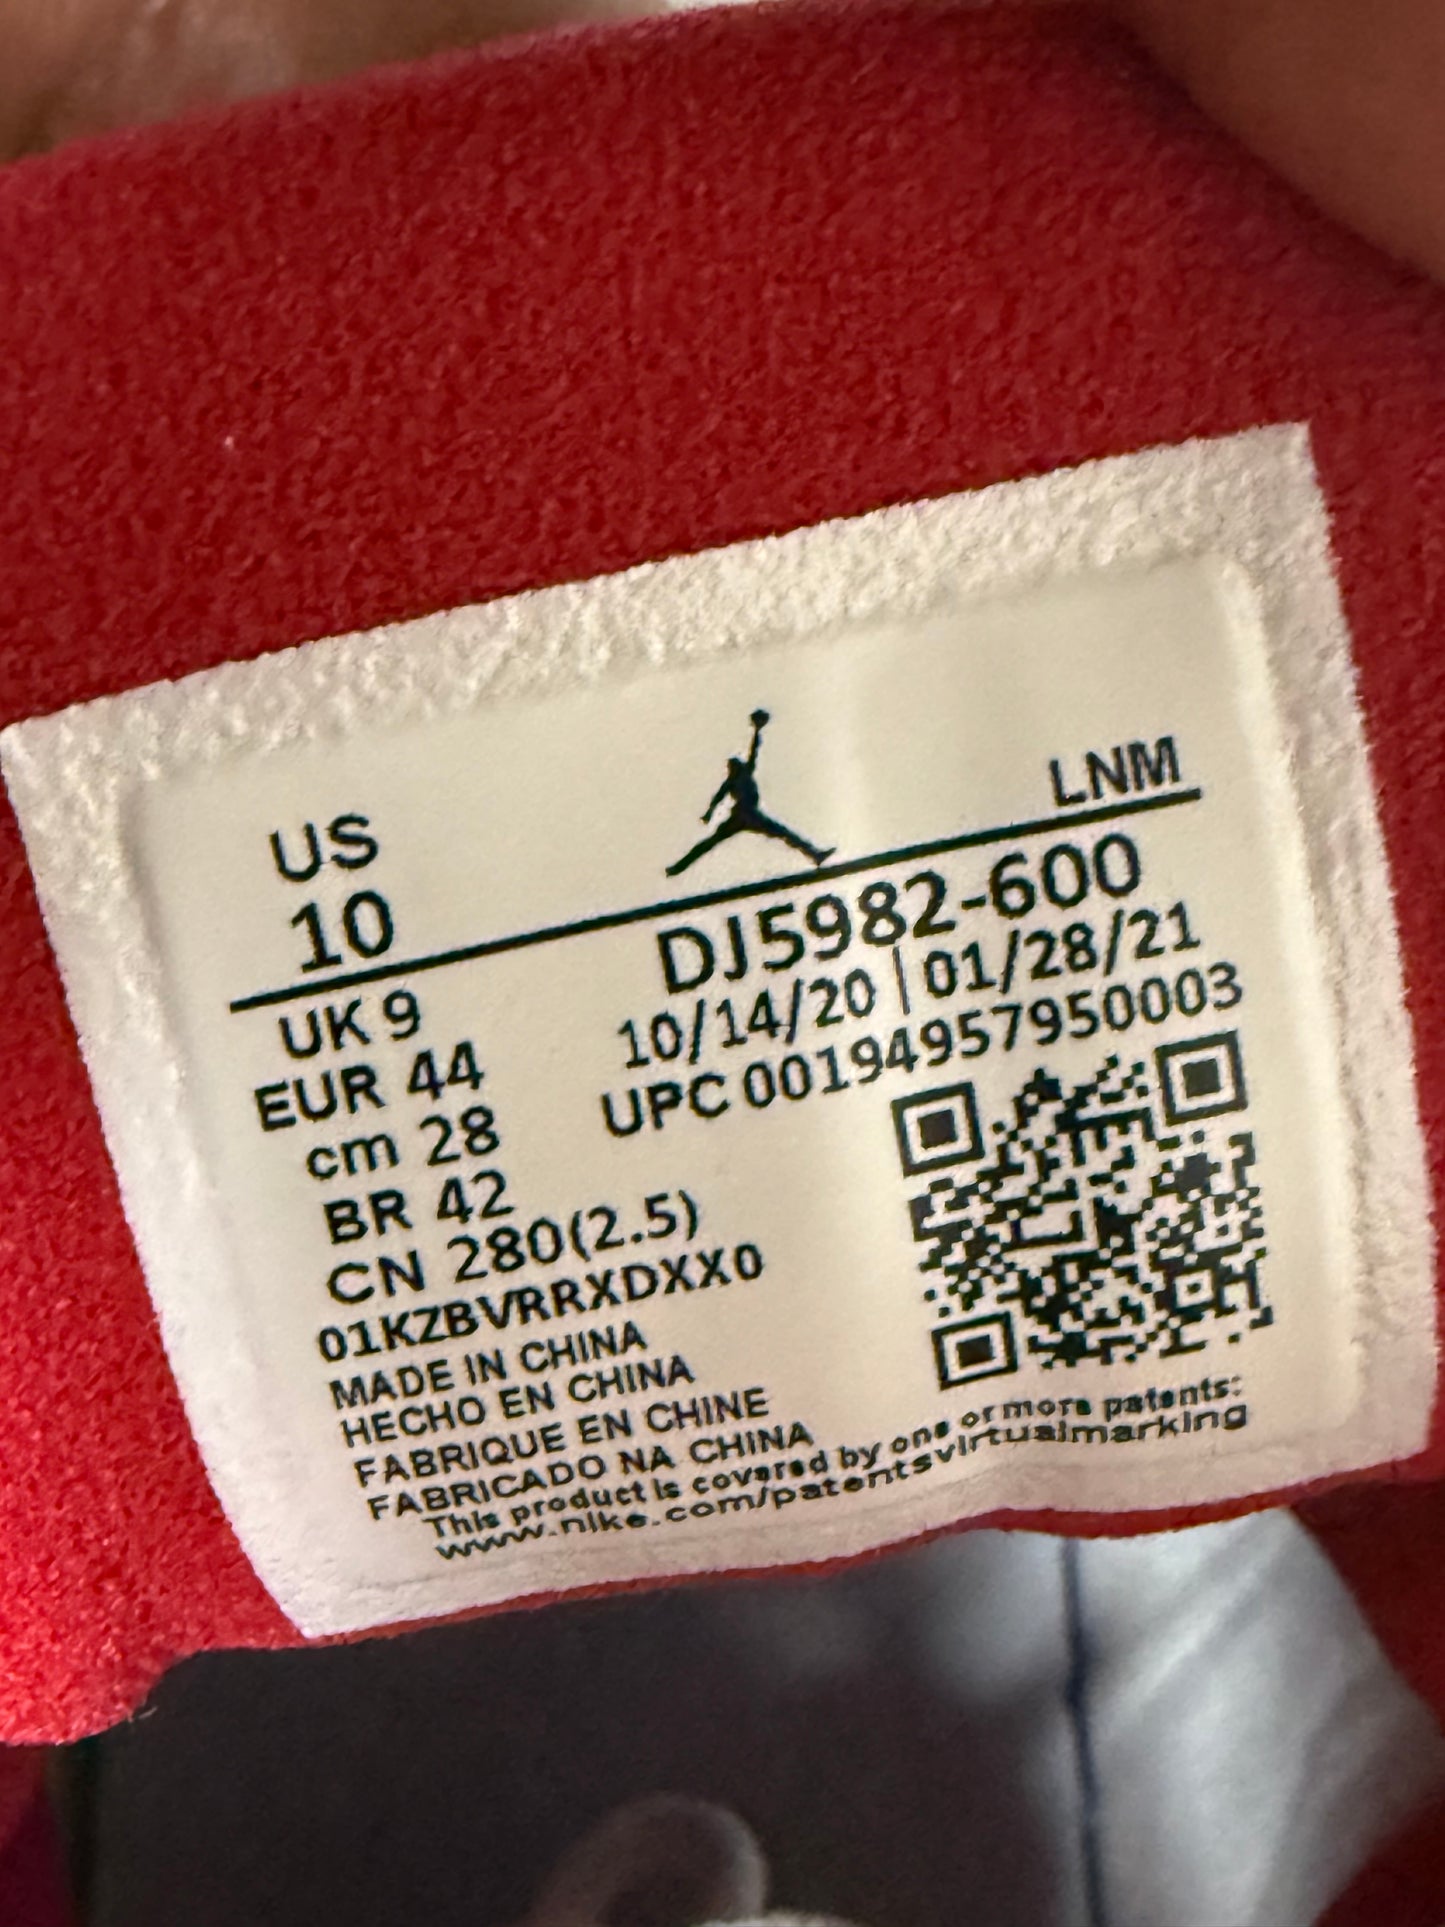 US
10
LNM
UK 9
EUR 44
cm 28
BR 42
CN 280(2.5)
DJ5982-600
10/14/20 | 01/28/21
UPC 00194957950003
01KZBVRRXDXX0
MADE IN CHINA
HECHO EN CHINA
FABRIQUE EN CHINE
FABRICADO NA CHINA
This product is covered by one or more patents:
www.nike.com/patentsvirtualmarking